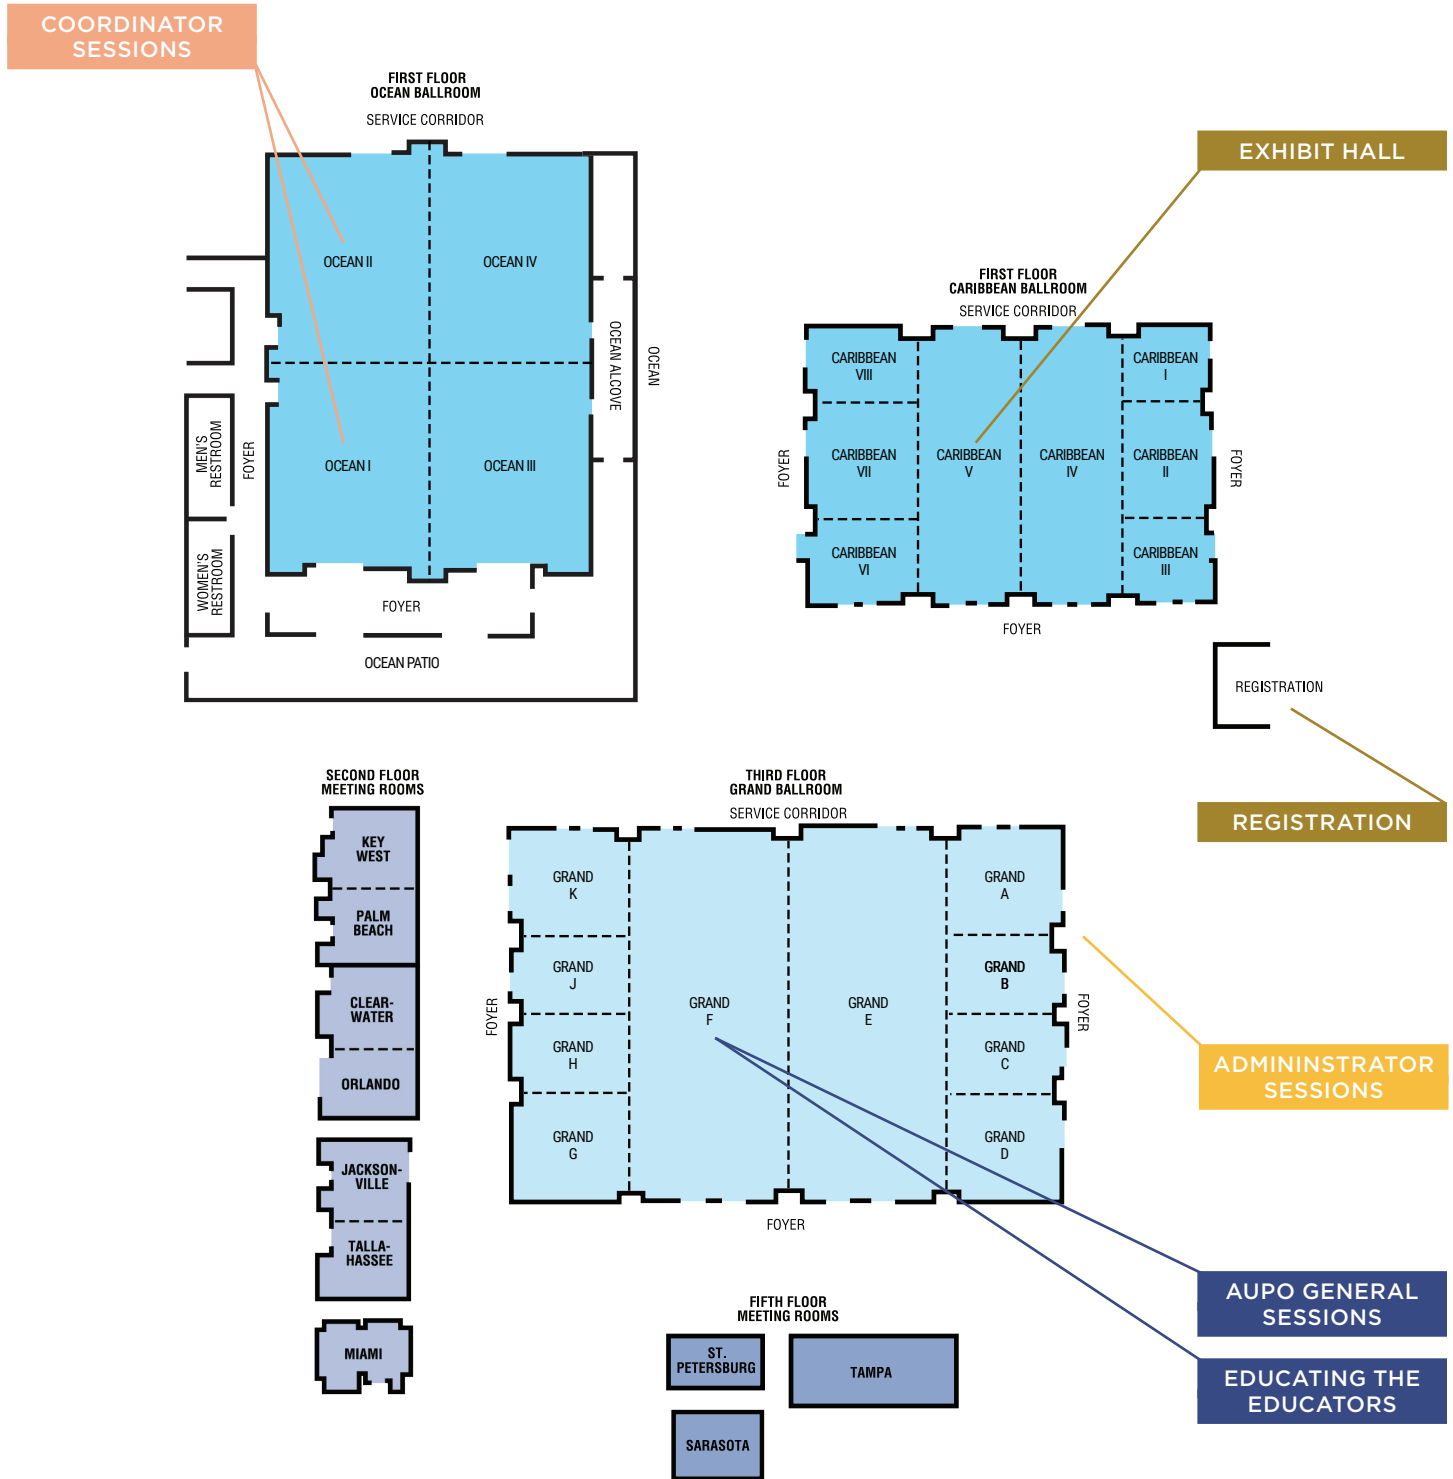 COORDINATOR
SESSIONS
FIRST FLOOR
OCEAN BALLROOM
SERVICE CORRIDOR
OCEAN II
OCEAN IV
OCEAN I
OCEAN III
OCEAN ALCOVE
OCEAN
MEN'S
RESTROOM
FOYER
WOMEN'S
RESTROOM
FOYER
OCEAN PATIO
EXHIBIT HALL
FIRST FLOOR
CARIBBEAN BALLROOM
SERVICE CORRIDOR
CARIBBEAN
VIII
CARIBBEAN
I
CARIBBEAN
VII
CARIBBEAN
V
CARIBBEAN
IV
CARIBBEAN
II
CARIBBEAN
VI
CARIBBEAN
III
FOYER
FOYER
FOYER
REGISTRATION
REGISTRATION
SECOND FLOOR
MEETING ROOMS
KEY
WEST
PALM
BEACH
CLEAR-
WATER
ORLANDO
JACKSON-
VILLE
TALLA-
HASSEE
MIAMI
THIRD FLOOR
GRAND BALLROOM
SERVICE CORRIDOR
GRAND
K
GRAND
A
GRAND
J
GRAND
B
GRAND
F
GRAND
E
GRAND
H
GRAND
C
GRAND
G
GRAND
D
FOYER
FOYER
FOYER
ADMININSTRATOR
SESSIONS
AUPO GENERAL
SESSIONS
EDUCATING THE
EDUCATORS
FIFTH FLOOR
MEETING ROOMS
ST.
PETERSBURG
TAMPA
SARASOTA